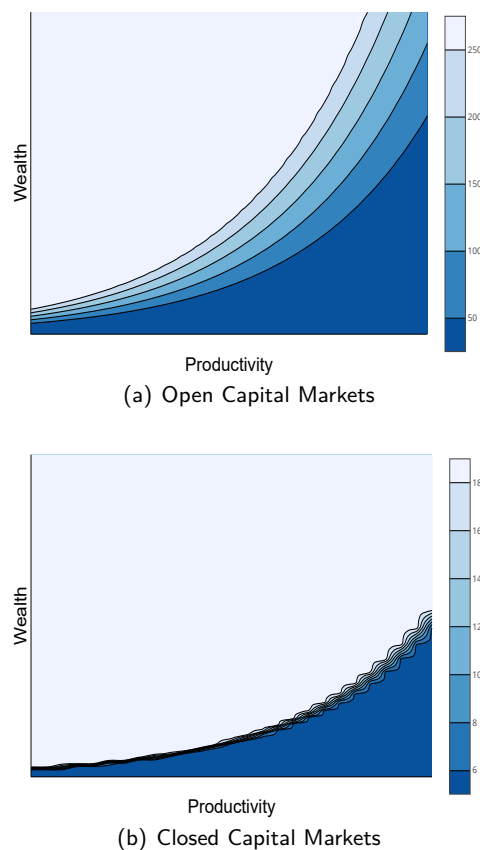 Wealth
250
200
150
100
50
Productivity
(a) Open Capital Markets
Wealth
18
16
14
12
10
8
6
Productivity
(b) Closed Capital Markets